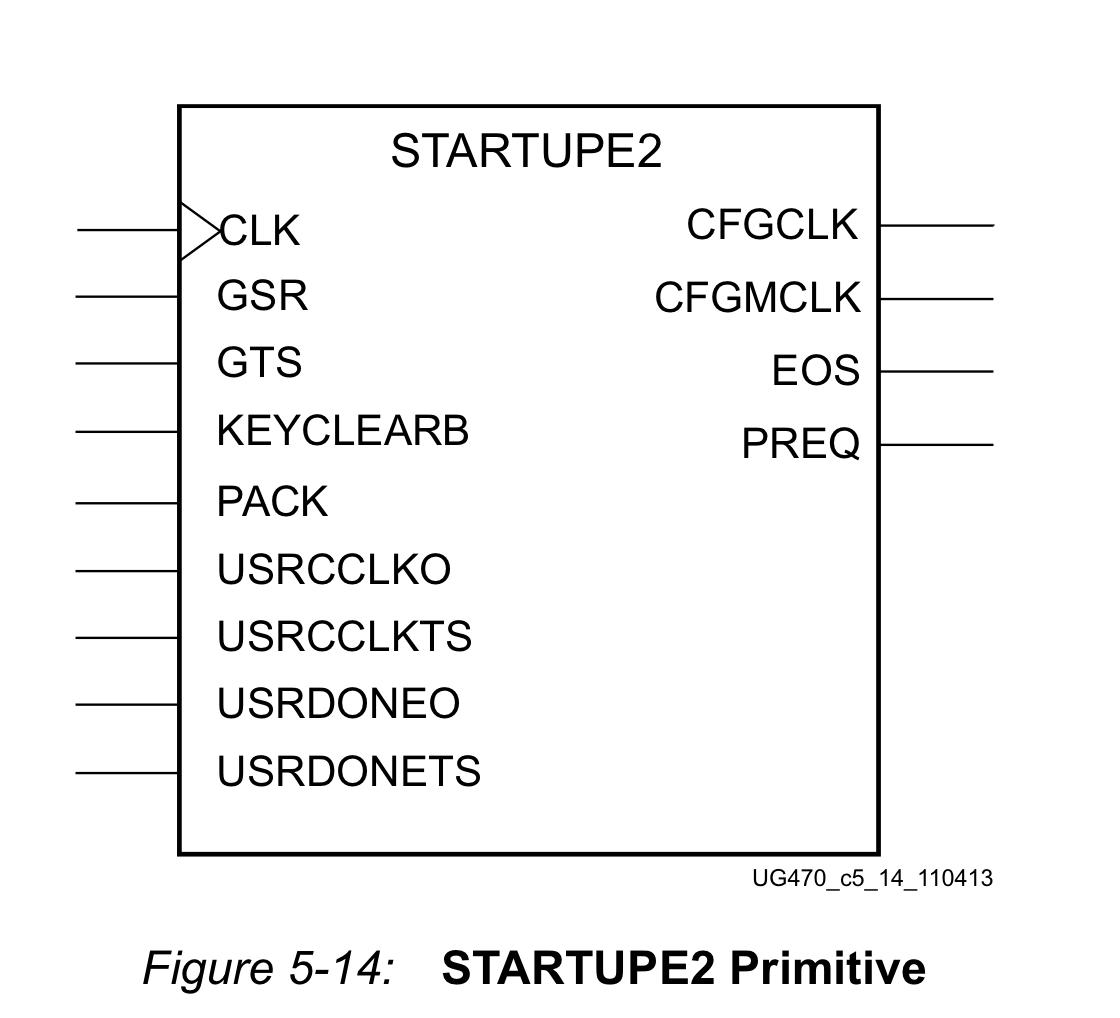 STARTUPE2
CLK
GSR
GTS
KEYCLEARB
PACK
USRCCLKO
USRCCLKTS
USRDONEO
USRDONETS
CFGCLK
CFGMCLK
EOS
PREQ
UG470_c5_14_110413
Figure 5-14: STARTUPE2 Primitive